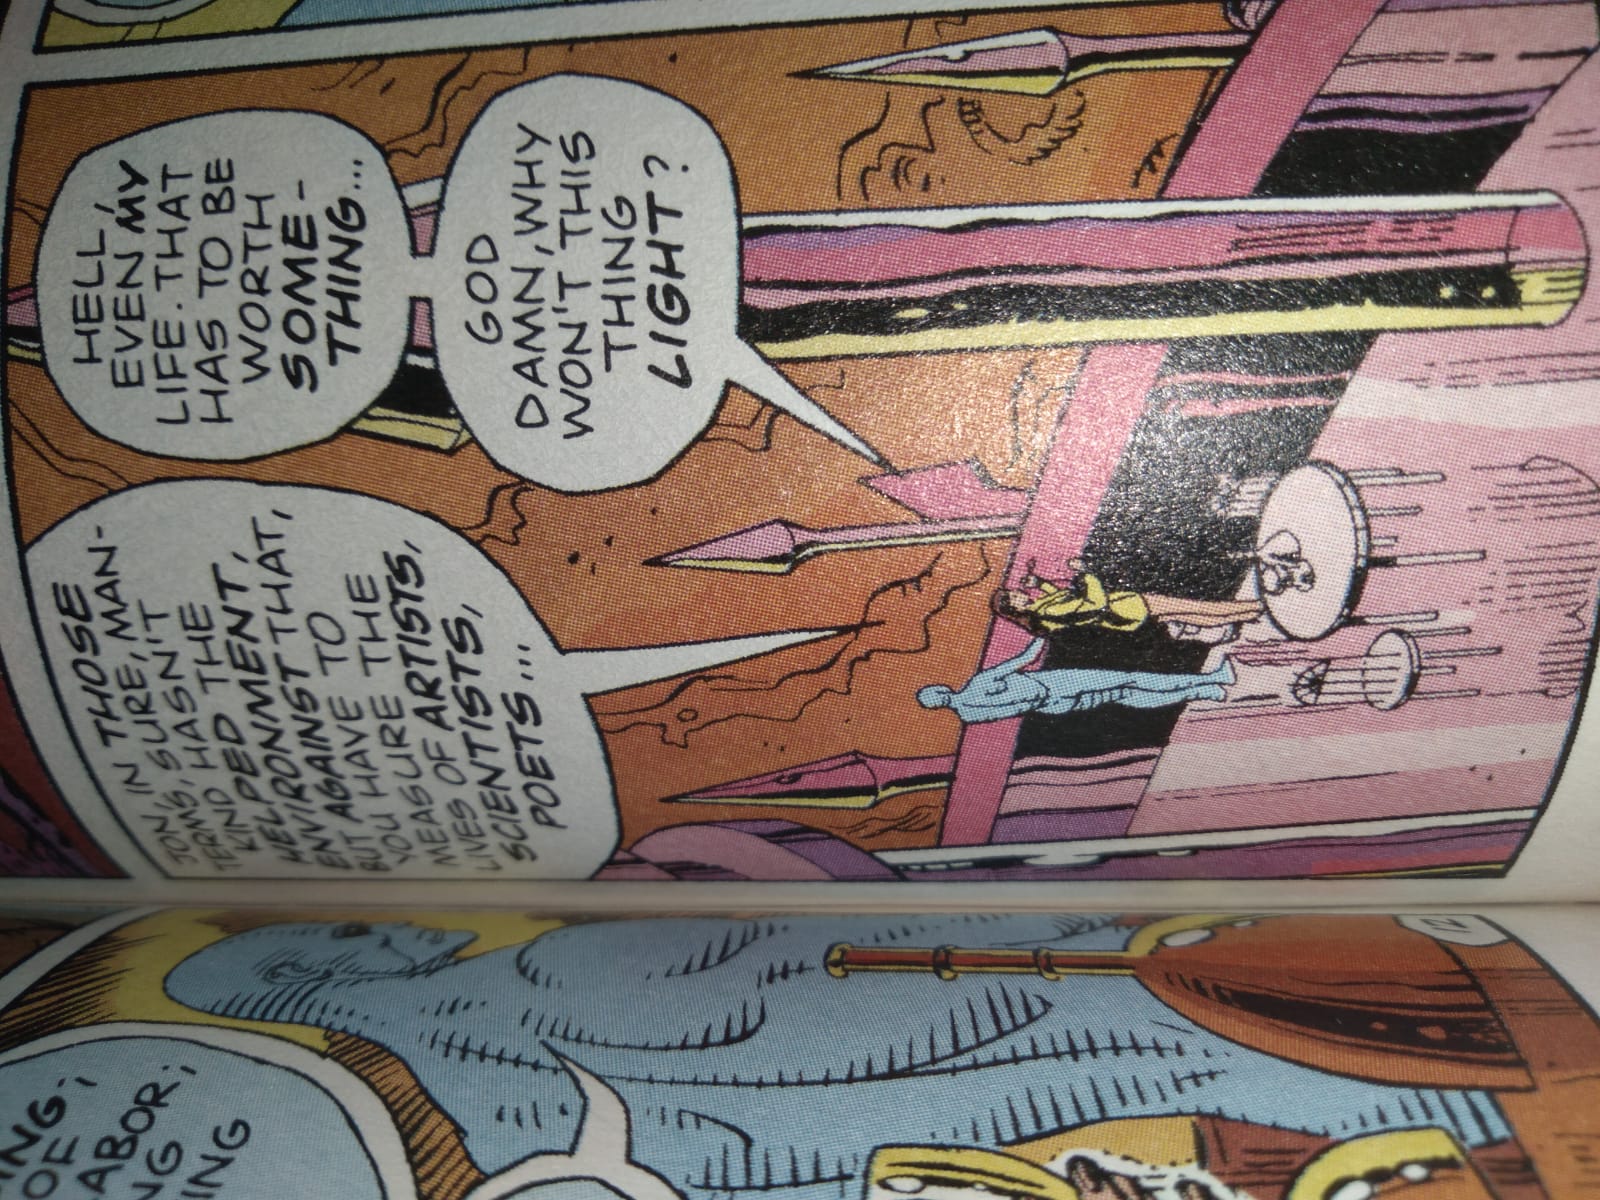 ING;
OF
LABOR;
NG
ING
12
JON, IN THOSE
TERMS, SURE, MAN-
KIND HASN'T
HELPED THE
ENVIRONMENT,
BUT AGAINST THAT,
YOU HAVE TO
MEASURE THE
LIVES OF ARTISTS,
SCIENTISTS,
POETS...
HELL,
EVEN MY
LIFE. THAT
HAS TO BE
WORTH
SOME-
THING...
GOD
DAMN, WHY
WON'T THIS
THING
LIGHT?